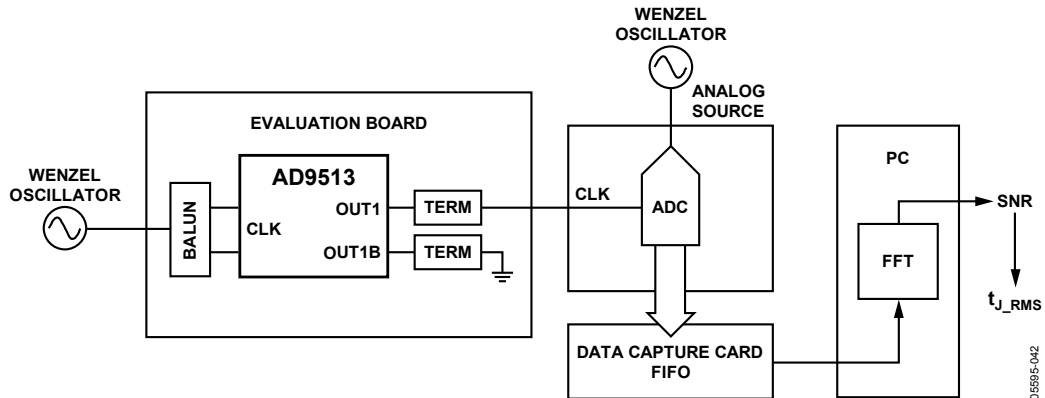 WENZEL
OSCILLATOR
BALUN
EVALUATION BOARD
AD9513
CLK
OUT1
OUT1B
TERM
TERM
WENZEL
OSCILLATOR
ANALOG
SOURCE
CLK
ADC
DATA CAPTURE CARD
FIFO
PC
FFT
SNR
tJ_RMS
05595-042